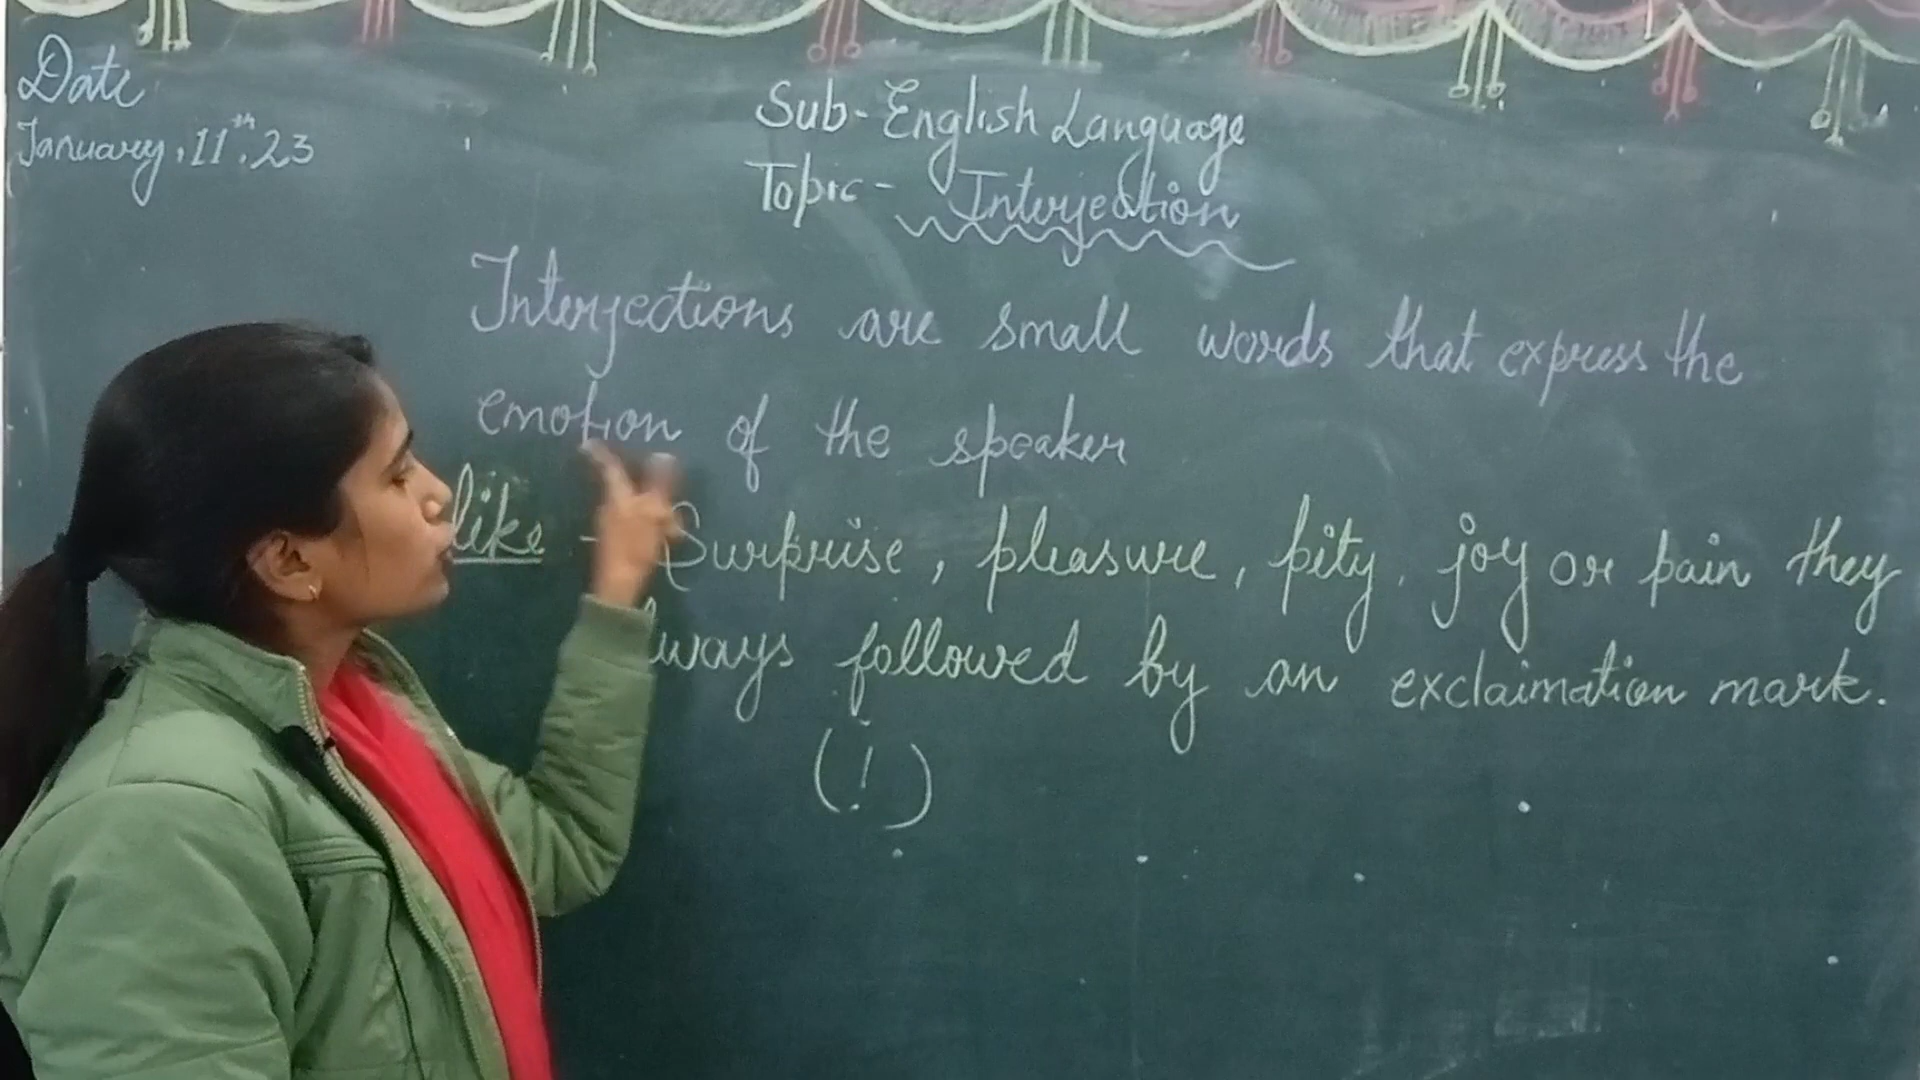 Date
January, 11th, 23
Sub- English Language
Topic - Interjection
Interjections are small words that express the
emotion of the speaker
like - Surprise, pleasure, pity, joy or pain they
followed by an exclaimation mark.
(!)